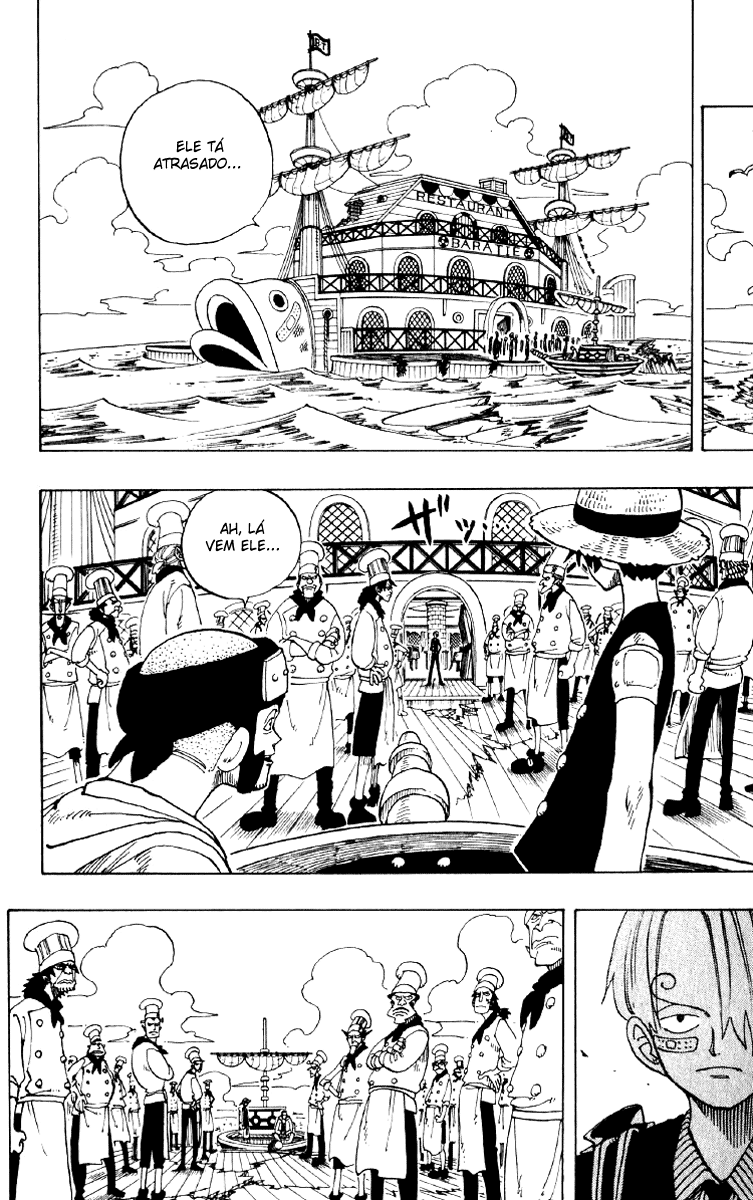 ELE TÁ
ATRASADO...
RESTAURANT
BARATIE
AH, LÁ
VEM ELE...
ザッ...